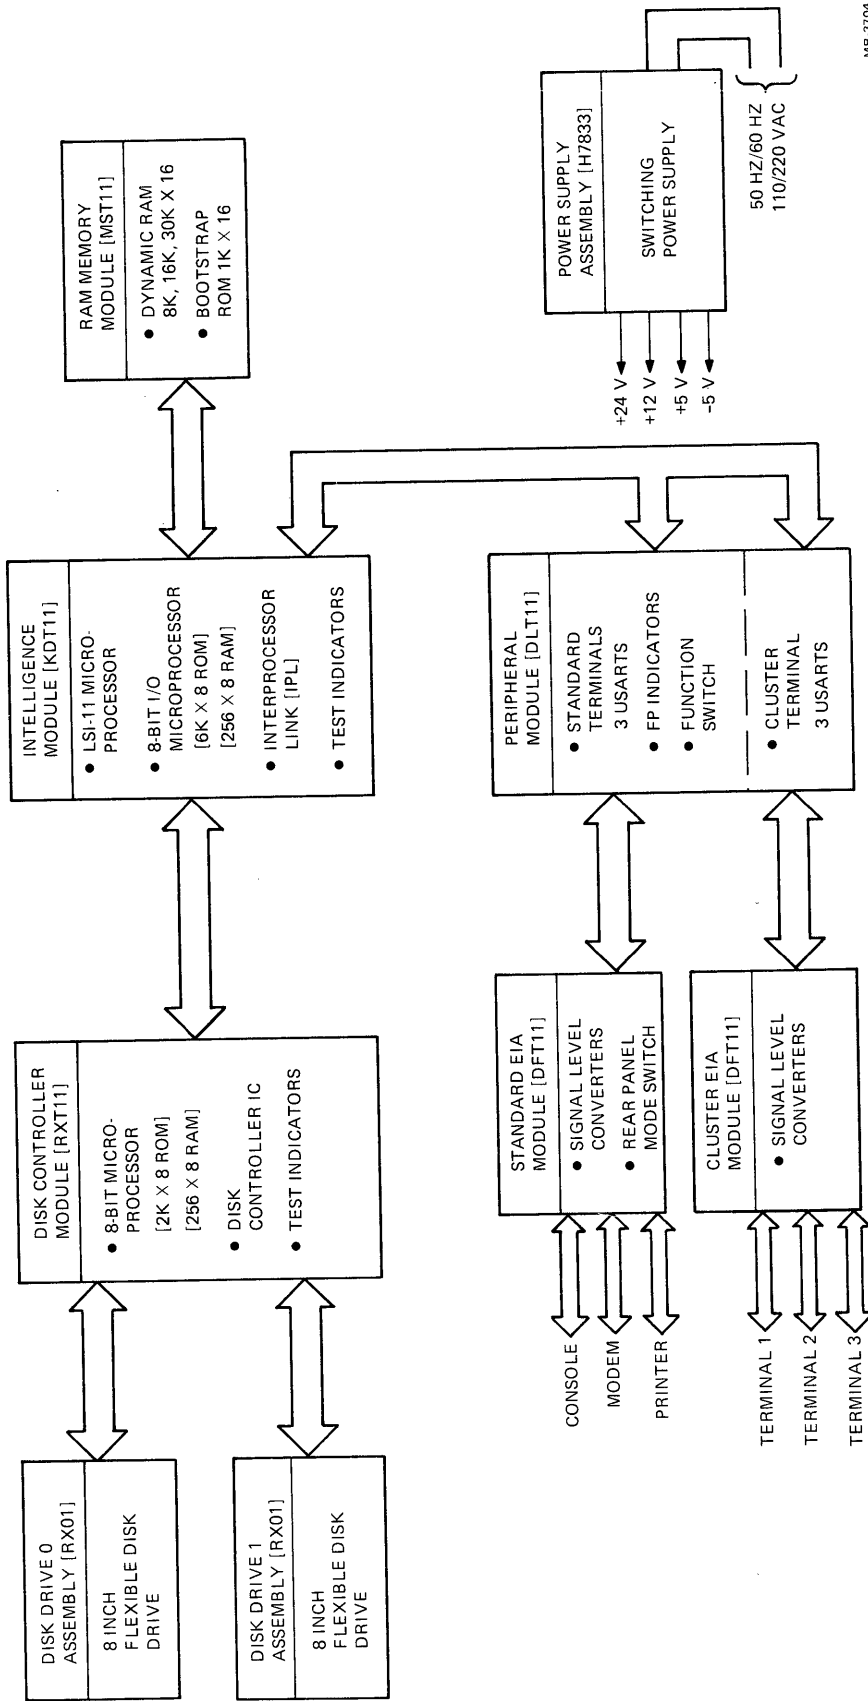 DISK DRIVE 0
ASSEMBLY [RX01]
8 INCH
FLEXIBLE DISK
DRIVE
DISK DRIVE 1
ASSEMBLY [RX01]
8 INCH
FLEXIBLE DISK
DRIVE
DISK CONTROLLER
MODULE [RXT11]
● 8-BIT MICRO-
PROCESSOR
[2K X 8 ROM]
[256 X 8 RAM]
● DISK
CONTROLLER IC
● TEST INDICATORS
INTELLIGENCE
MODULE [KDT11]
● LSI-11 MICRO-
PROCESSOR
● 8-BIT I/O
MICROPROCESSOR
[6K X 8 ROM]
[256 X 8 RAM]
● INTERPROCESSOR
LINK [IPL]
● TEST INDICATORS
RAM MEMORY
MODULE [MST11]
● DYNAMIC RAM
8K, 16K, 30K X 16
● BOOTSTRAP
ROM 1K X 16
CONSOLE
MODEM
PRINTER
STANDARD EIA
MODULE [DFT11]
● SIGNAL LEVEL
CONVERTERS
● REAR PANEL
MODE SWITCH
TERMINAL 1
TERMINAL 2
TERMINAL 3
CLUSTER EIA
MODULE [DFT11]
● SIGNAL LEVEL
CONVERTERS
PERIPHERAL
MODULE [DLT11]
● STANDARD
TERMINALS
3 USARTS
● FP INDICATORS
● FUNCTION
SWITCH
● CLUSTER
TERMINAL
3 USARTS
+24 V
+12 V
+5 V
-5 V
POWER SUPPLY
ASSEMBLY [H7833]
SWITCHING
POWER SUPPLY
50 HZ/60 HZ
110/220 VAC